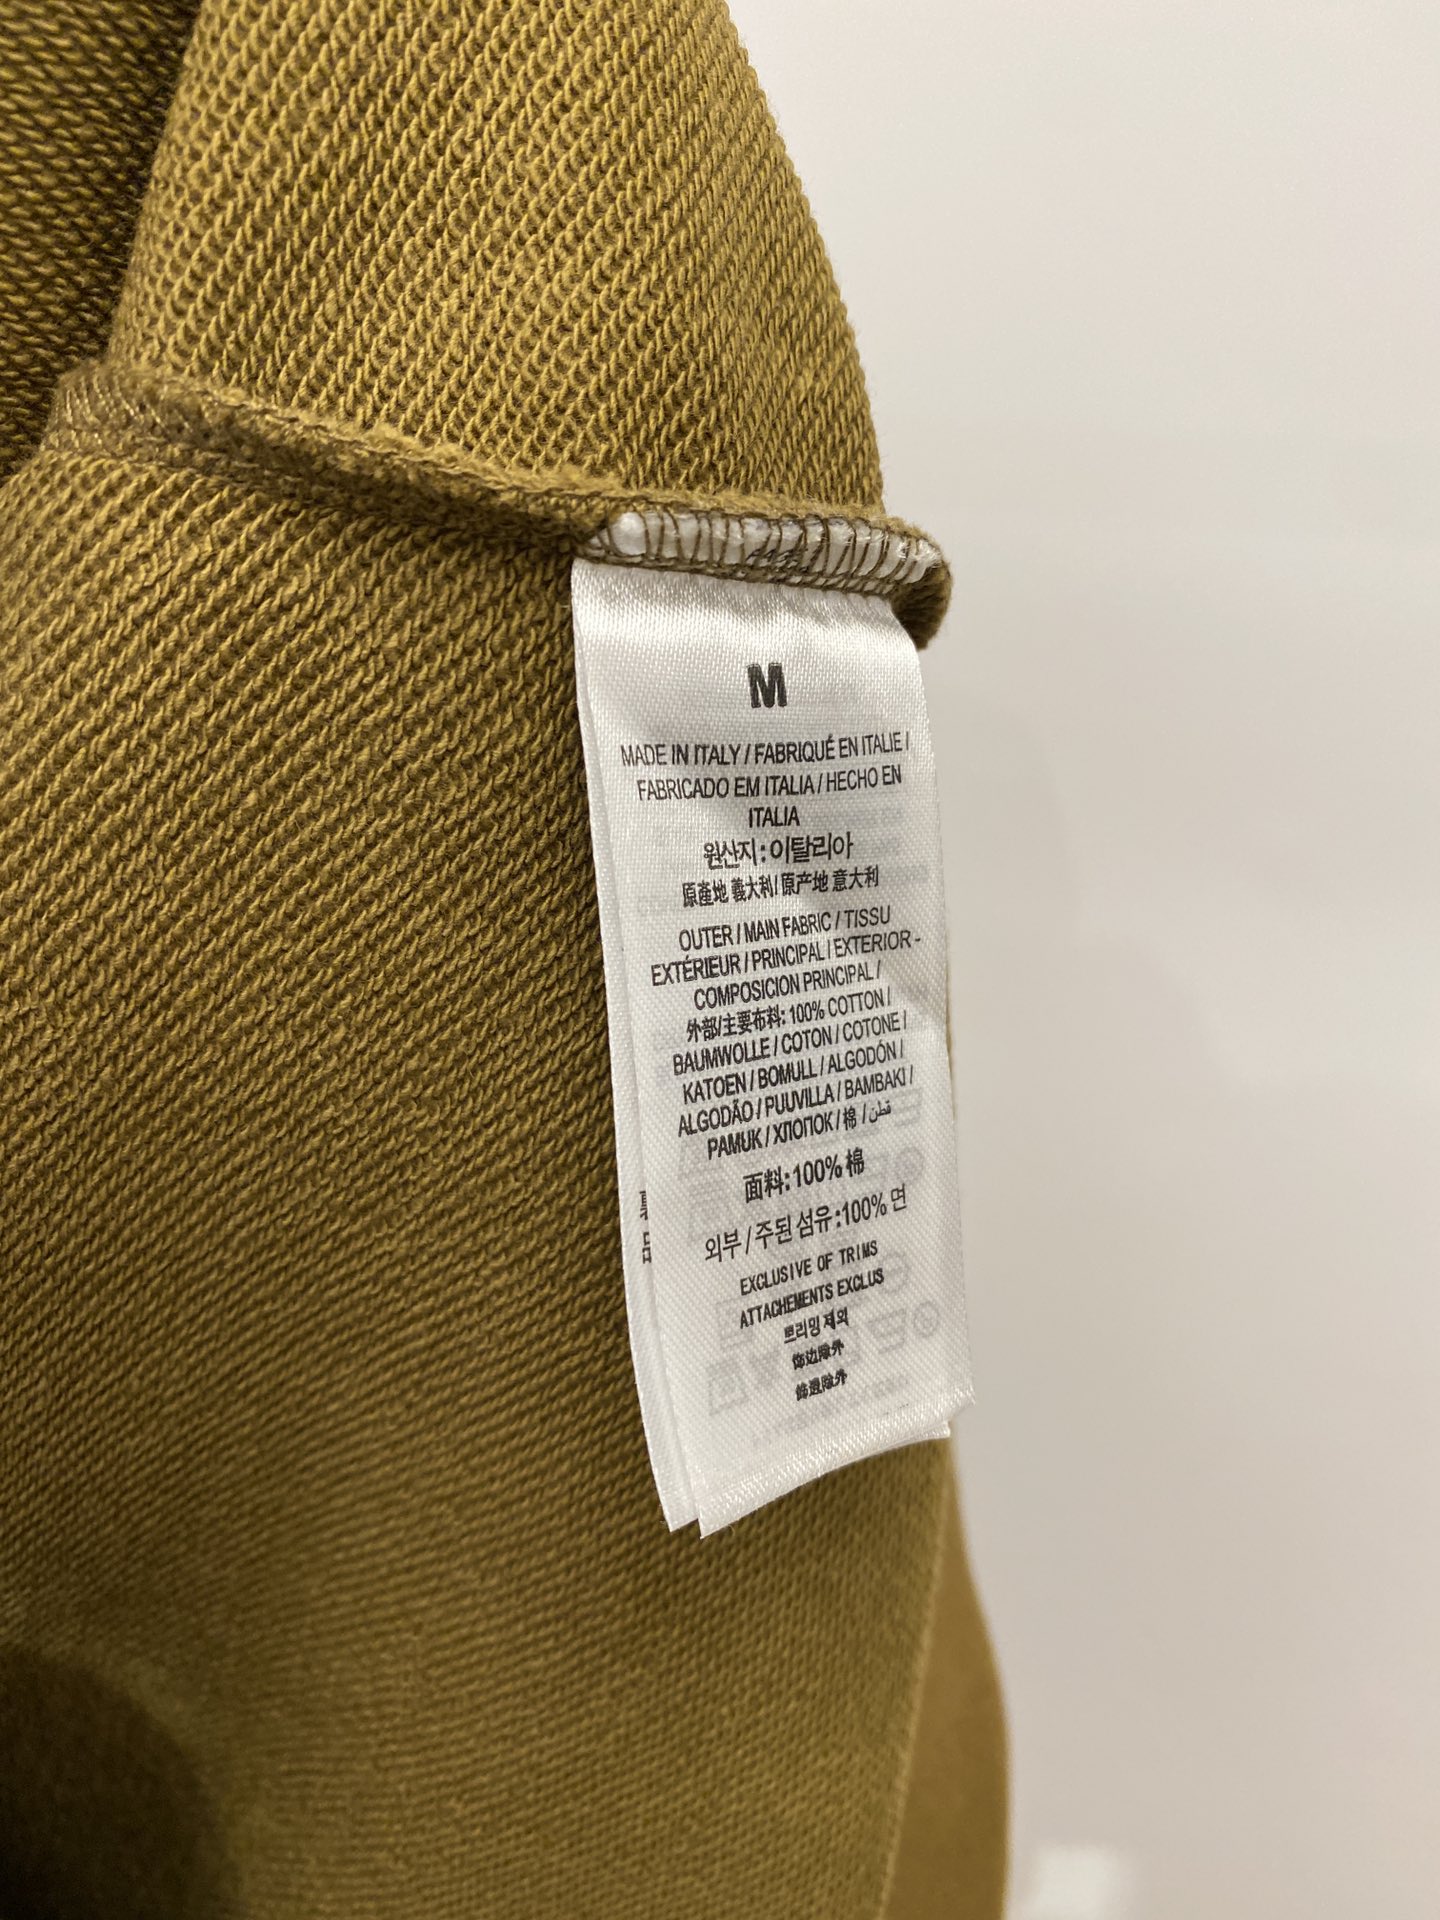 M
MADE IN ITALY / FABRIQUÉ EN ITALIE /
FABRICADO EM ITALIA / HECHO EN
ITALIA
원산지 : 이탈리아
原產地 義大利/ 原产地 意大利
OUTER / MAIN FABRIC / TISSU
EXTÉRIEUR / PRINCIPAL / EXTERIOR -
COMPOSICION PRINCIPAL /
外部/主要布料: 100% COTTON /
BAUMWOLLE / COTON / COTONE /
KATOEN / BOMULL / ALGODÓN /
ALGODÃO / PUUVILLA / BAMBAKI /
PAMUK / ХЛОПОК / 棉 / قطن
面料:100% 棉
외부 / 주된 섬유 :100% 면
EXCLUSIVE OF TRIMS
ATTACHEMENTS EXCLUS
트리밍 제외
饰边除外
飾邊除外